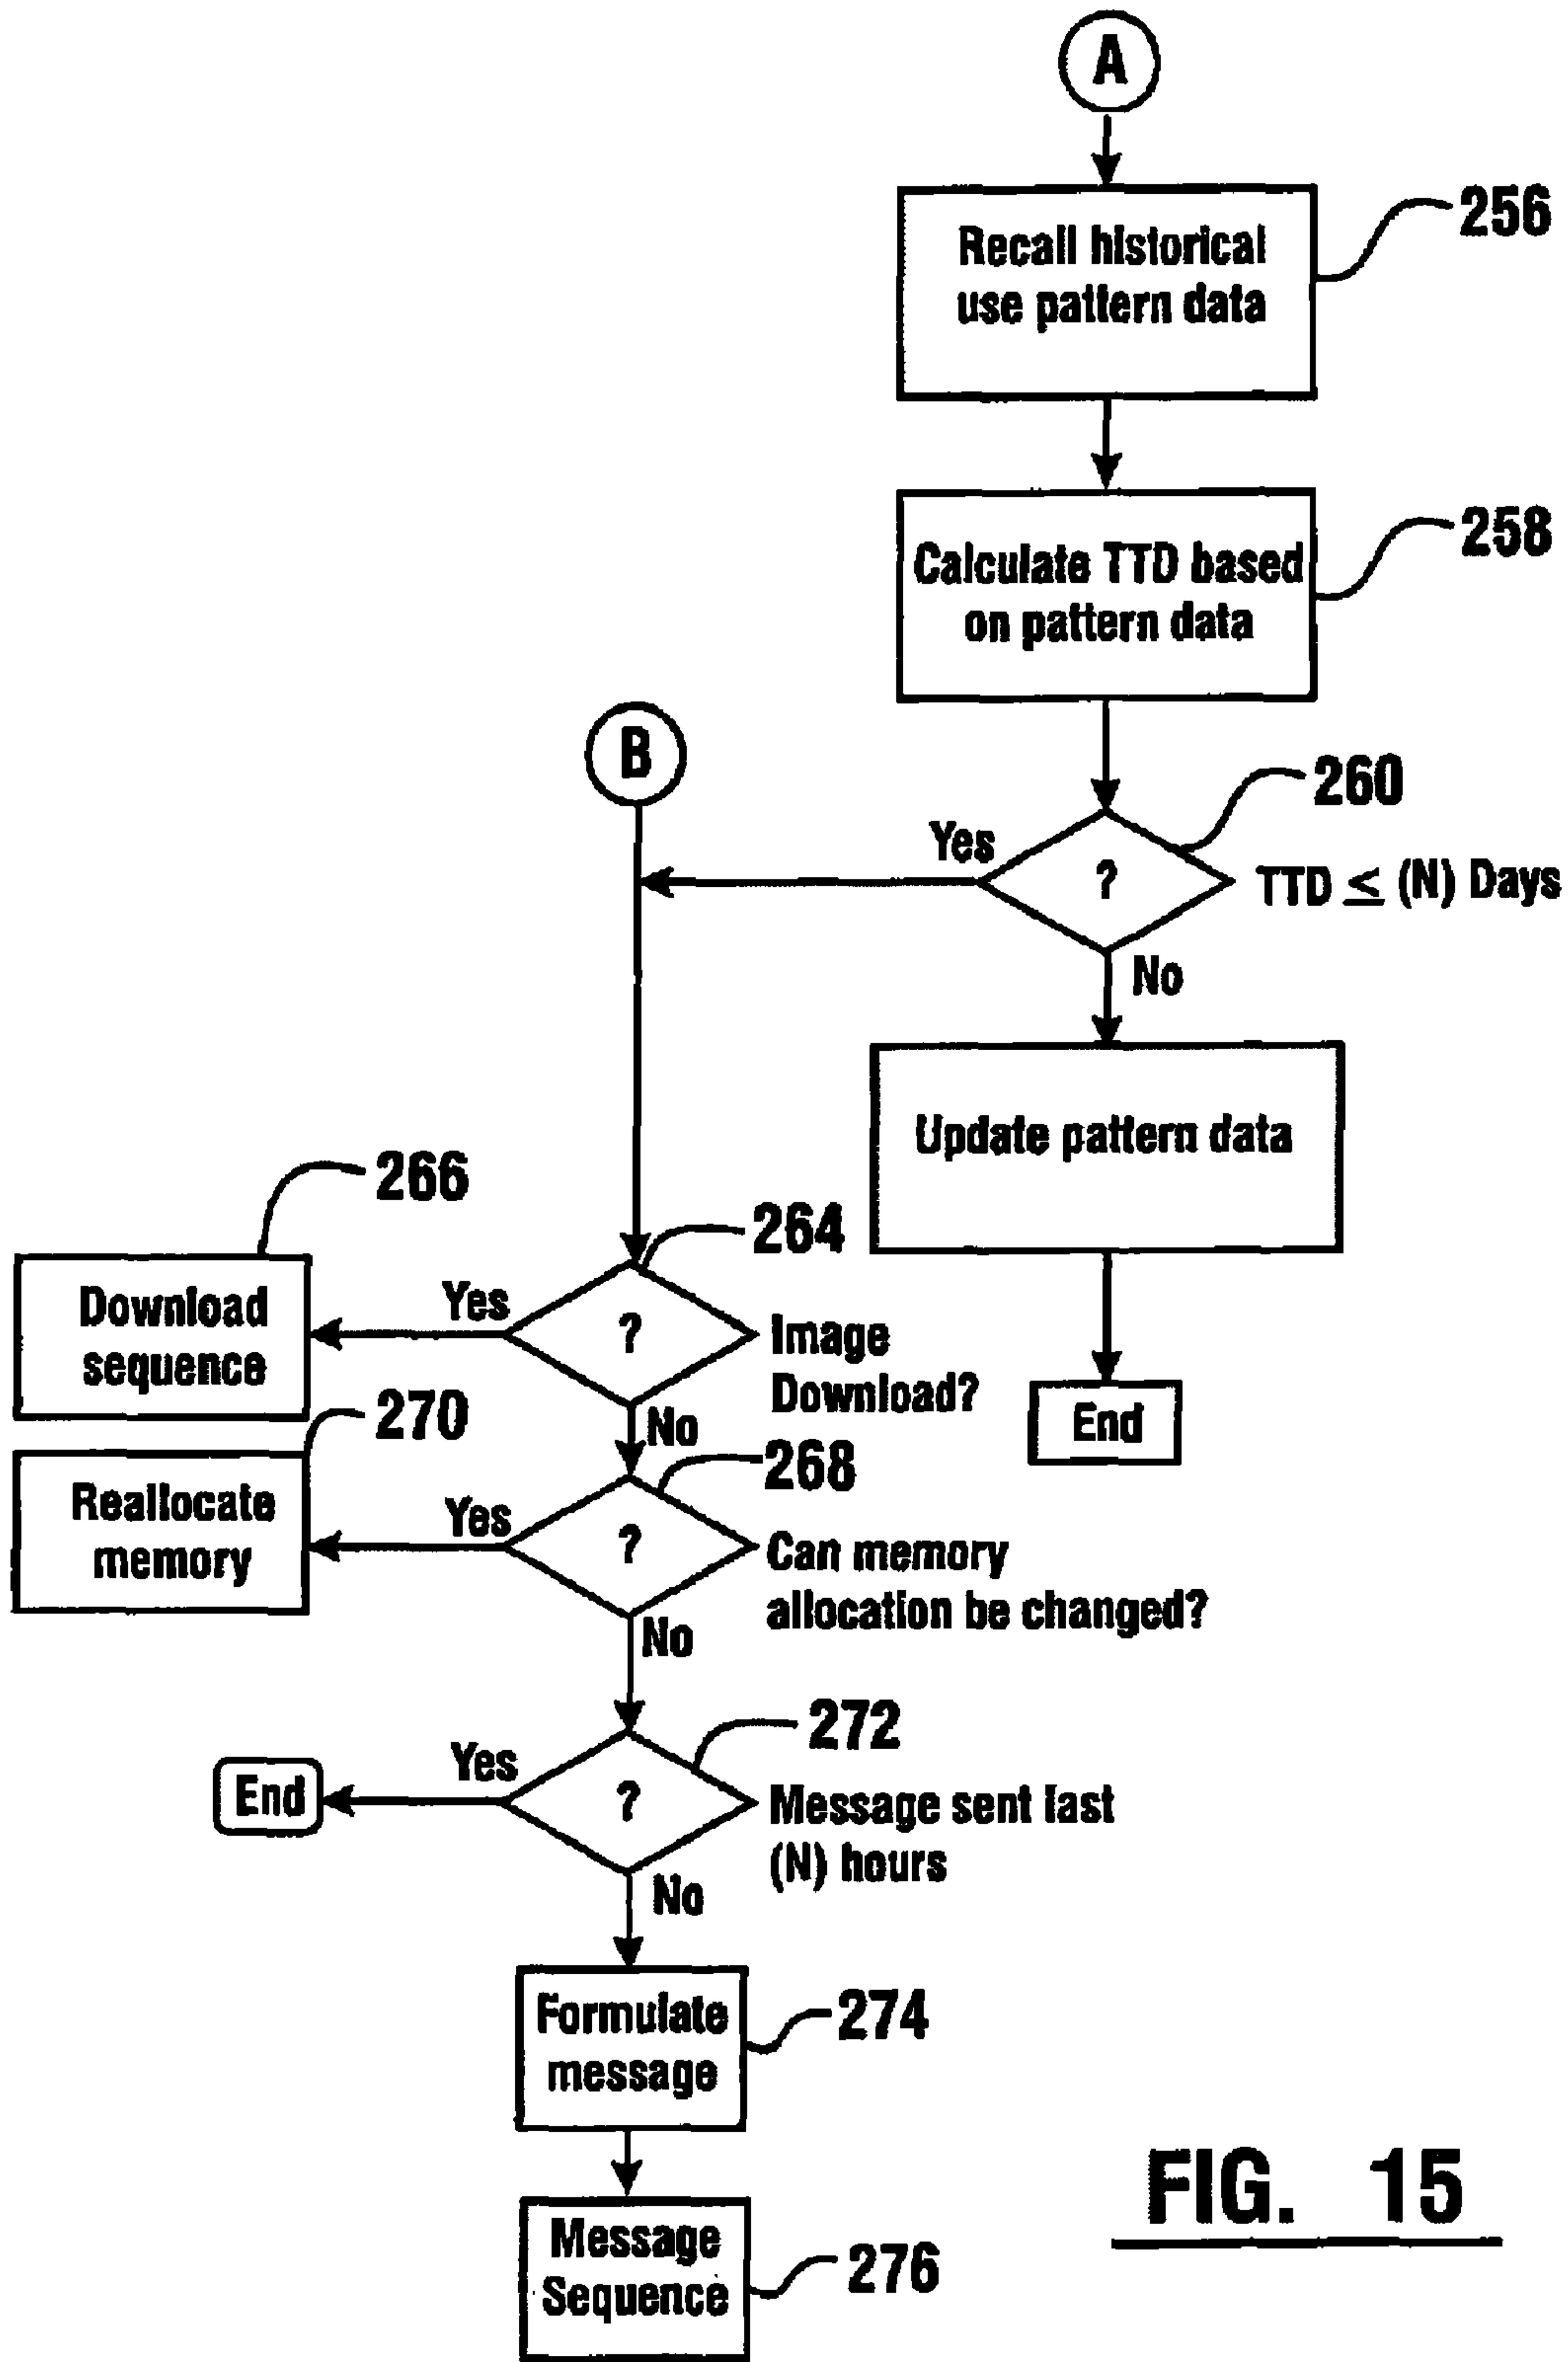 A
Recall historical
use pattern data
256
Calculate TTD based
on pattern data
258
B
260
Yes
?
TTD ≤ (N) Days
No
Update pattern data
End
266
264
Download
sequence
Yes
?
Image
Download?
No
270
268
Reallocate
memory
Yes
?
Can memory
allocation be changed?
No
272
End
Yes
?
Message sent last
(N) hours
No
Formulate
message
274
Message
Sequence
276
FIG. 15